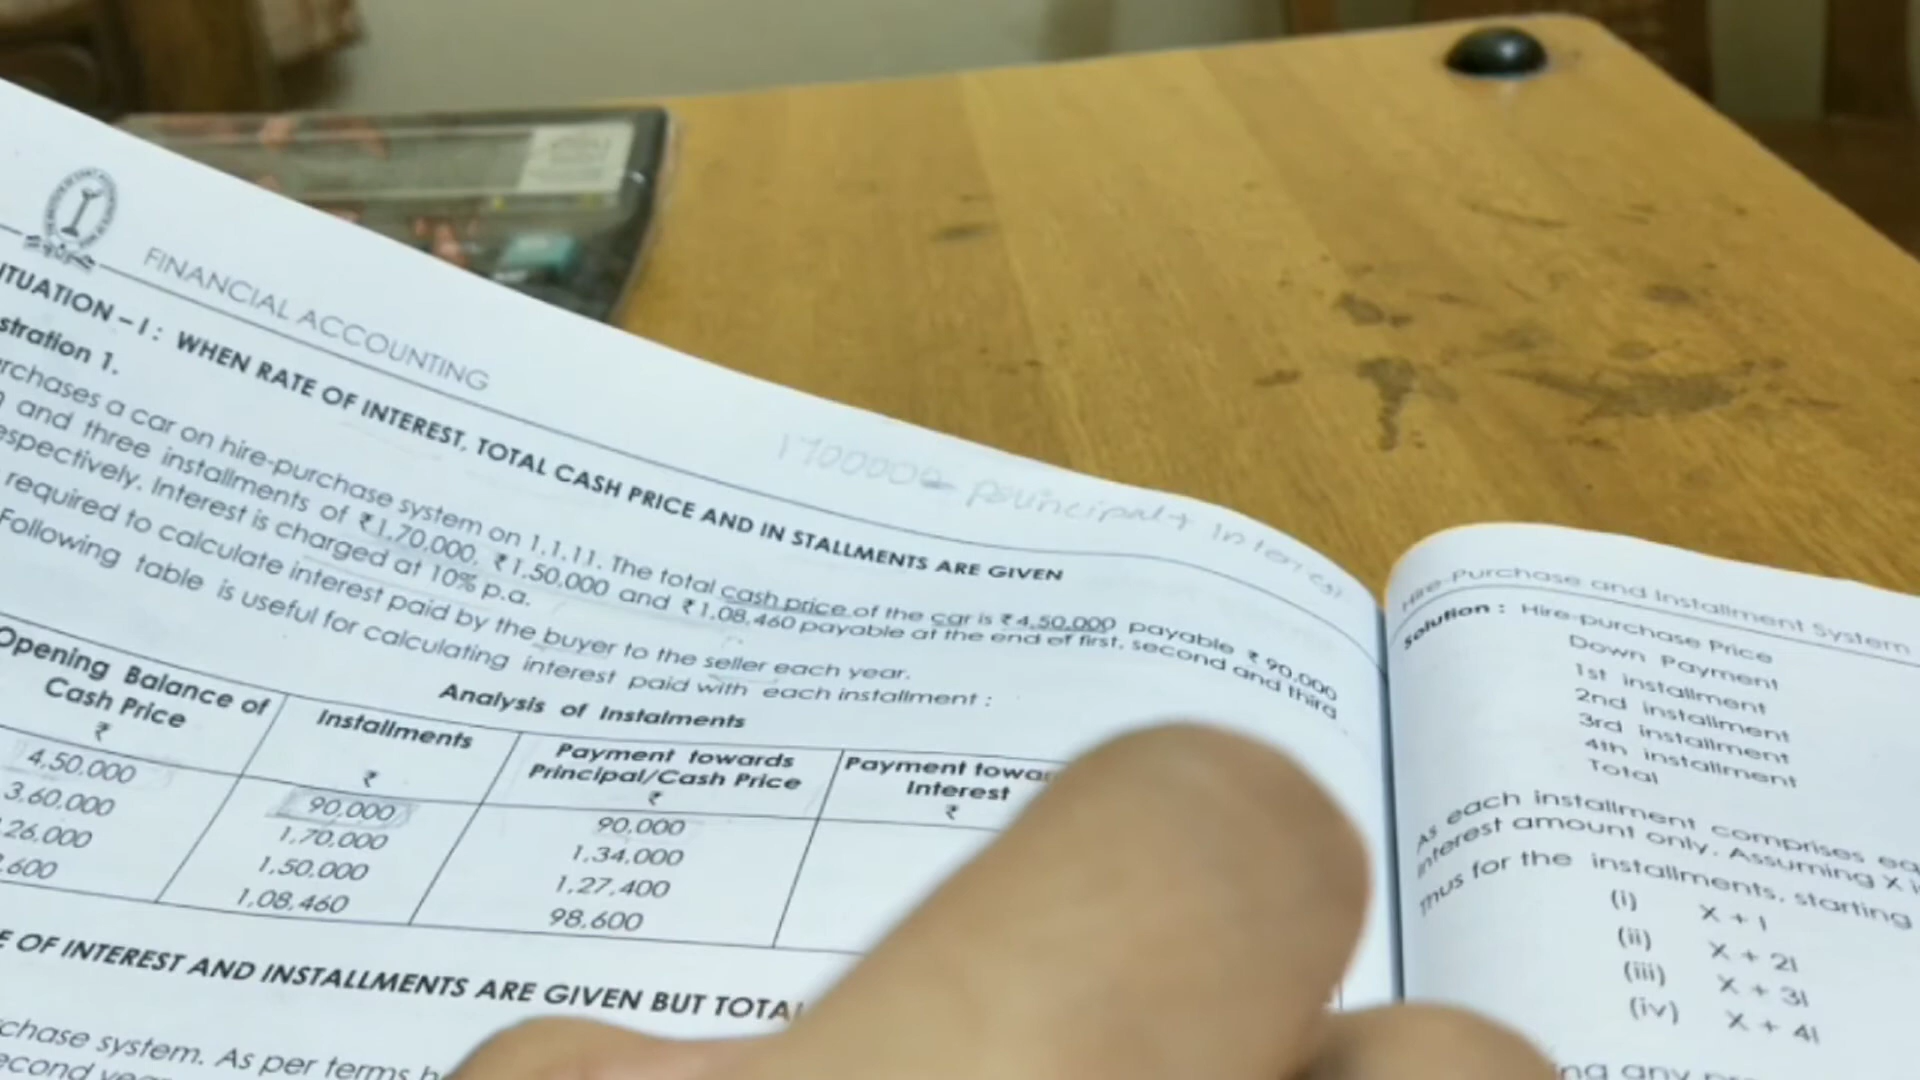 FINANCIAL ACCOUNTING
ITUATION – I : WHEN RATE OF INTEREST, TOTAL CASH PRICE AND IN STALLMENTS ARE GIVEN
stration 1.
rchases a car on hire-purchase system on 1.1.11. The total cash price of the car is ₹ 4,50,000 payable ₹ 90,000
and three installments of ₹ 1,70,000, ₹ 1,50,000 and ₹ 1,08,460 payable at the end of first, second and third
espectively. Interest is charged at 10% p.a.
required to calculate interest paid by the buyer to the seller each year.
Following table is useful for calculating interest paid with each installment :
Analysis of Instalments
Opening Balance of Cash Price ₹ Installments ₹ Payment towards Principal/Cash Price ₹ Payment towa Interest ₹
4,50,000 90,000 90,000
3,60,000 1,70,000 1,34,000
26,000 1,50,000 1,27,400
600 1,08,460 98,600
E OF INTEREST AND INSTALLMENTS ARE GIVEN BUT TOTAL
chase system. As per terms h
econd
principal + Interest
Hire-Purchase and Installment System
Solution : Hire-purchase Price
Down Payment
1st installment
2nd installment
3rd installment
4th installment
Total
As each installment comprises
interest amount only. Assuming X
Thus for the installments, starting
(i) X + I
(ii) X + 2I
(iii) X + 3I
(iv) X + 4I
any